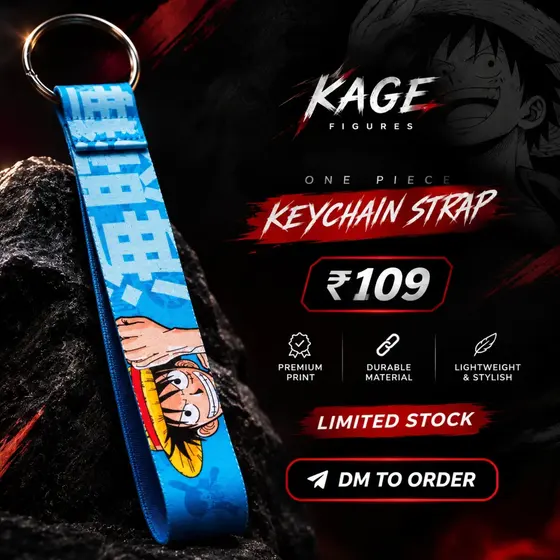 KAGE
FIGURES
ONE PIECE
KEYCHAIN STRAP
₹109
PREMIUM
PRINT
DURABLE
MATERIAL
LIGHTWEIGHT
& STYLISH
LIMITED STOCK
DM TO ORDER